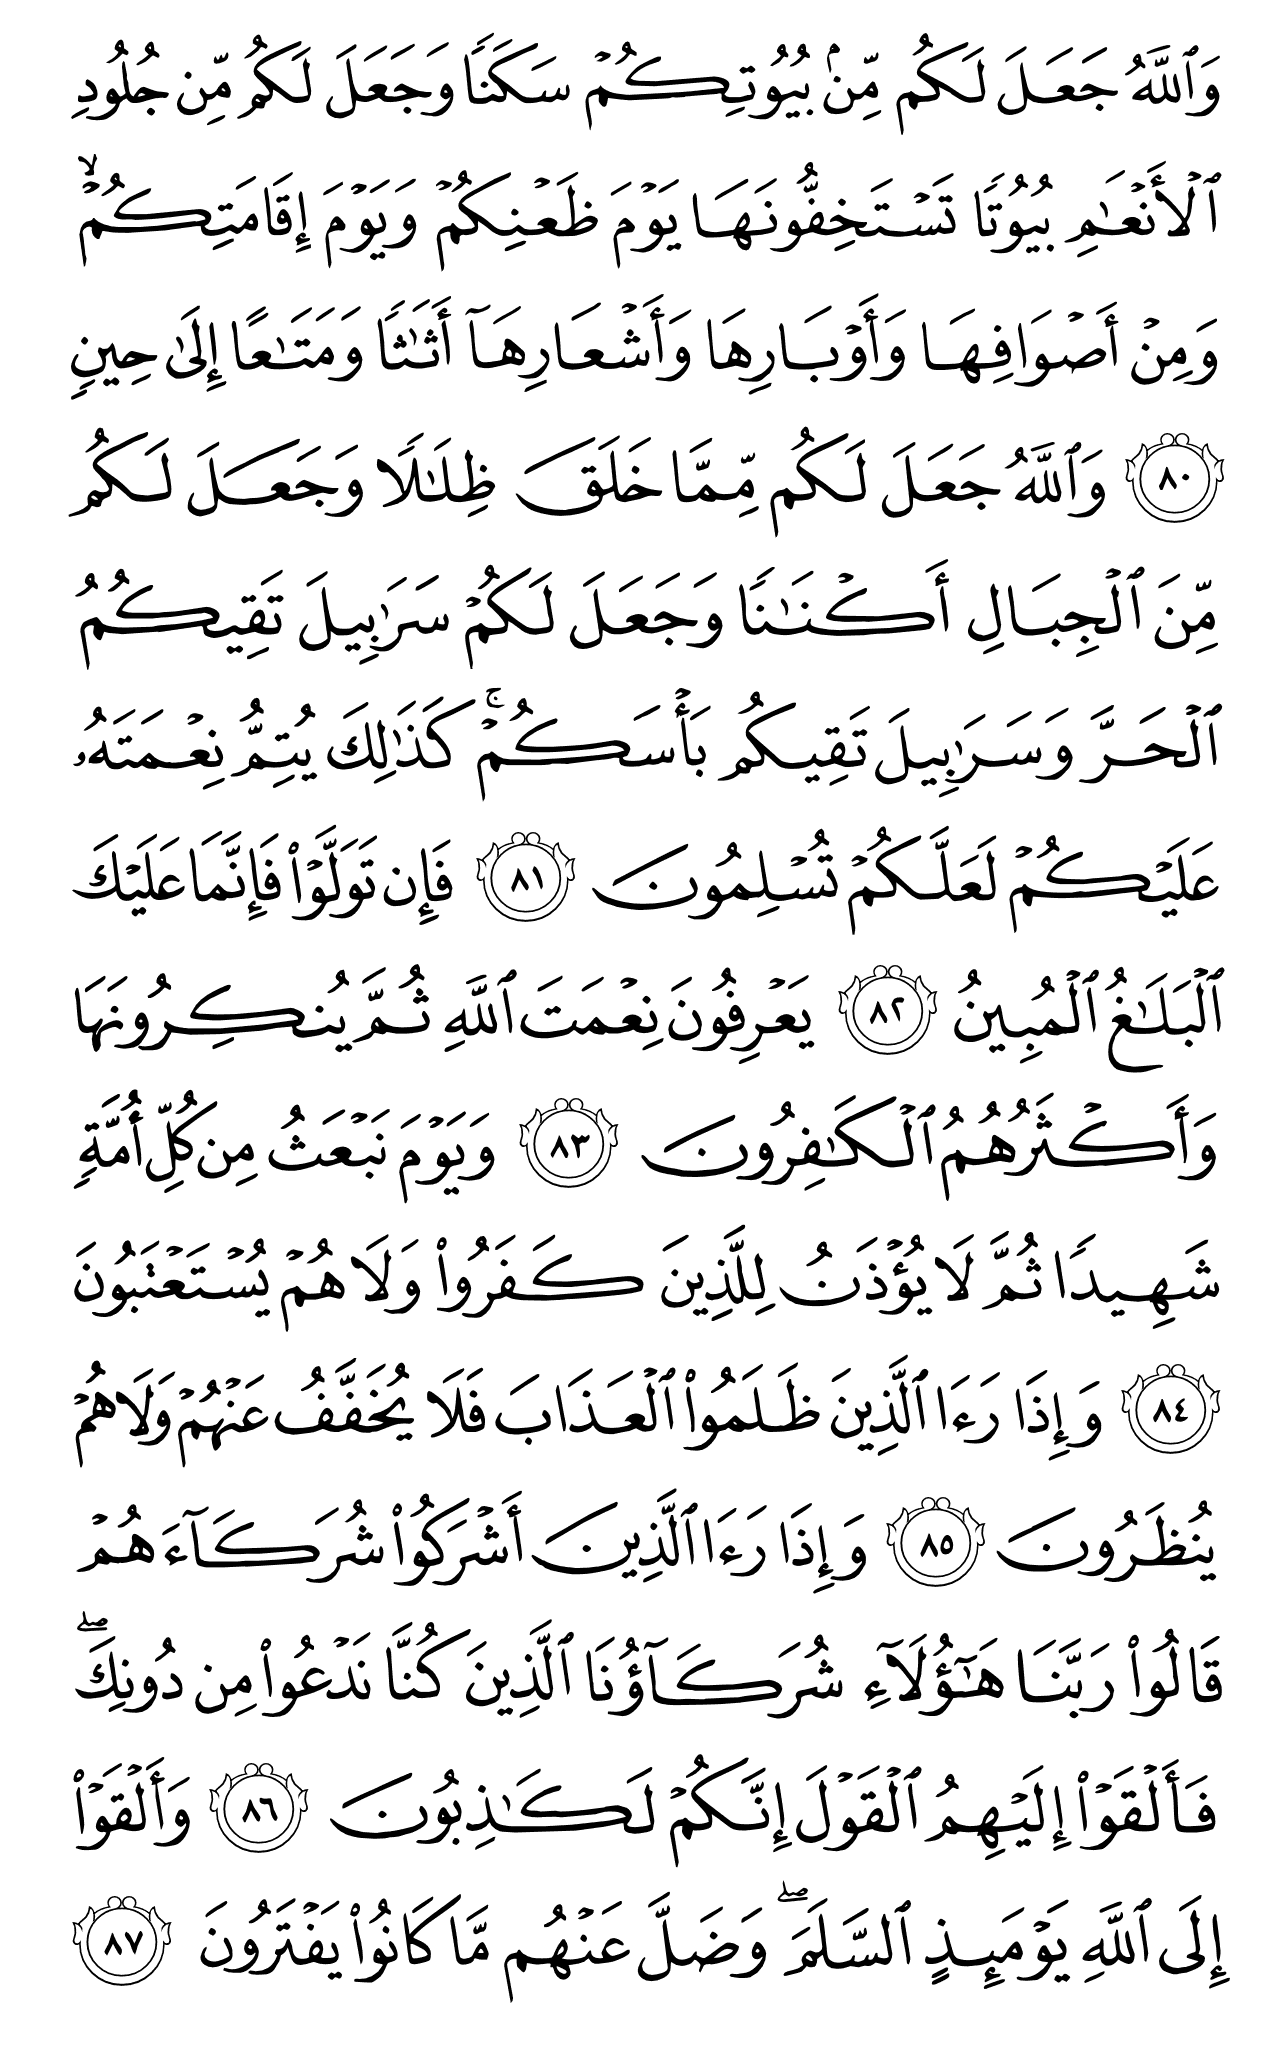 وَٱللَّهُ جَعَلَ لَكُم مِّنۢ بُيُوتِكُمۡ سَكَنٗا وَجَعَلَ لَكُم مِّن جُلُودِ
ٱلۡأَنۡعَٰمِ بُيُوتٗا تَسۡتَخِفُّونَهَا يَوۡمَ ظَعۡنِكُمۡ وَيَوۡمَ إِقَامَتِكُمۡۙ
وَمِنۡ أَصۡوَافِهَا وَأَوۡبَارِهَا وَأَشۡعَارِهَآ أَثَٰثٗا وَمَتَٰعًا إِلَىٰ حِينٖ
٨٠ وَٱللَّهُ جَعَلَ لَكُم مِّمَّا خَلَقَ ظِلَٰلٗا وَجَعَلَ لَكُم
مِّنَ ٱلۡجِبَالِ أَكۡنَٰنٗا وَجَعَلَ لَكُمۡ سَرَٰبِيلَ تَقِيكُمُ
ٱلۡحَرَّ وَسَرَٰبِيلَ تَقِيكُم بَأۡسَكُمۡۚ كَذَٰلِكَ يُتِمُّ نِعۡمَتَهُۥ
عَلَيۡكُمۡ لَعَلَّكُمۡ تُسۡلِمُونَ ٨١ فَإِن تَوَلَّوۡاْ فَإِنَّمَا عَلَيۡكَ
ٱلۡبَلَٰغُ ٱلۡمُبِينُ ٨٢ يَعۡرِفُونَ نِعۡمَتَ ٱللَّهِ ثُمَّ يُنكِرُونَهَا
وَأَكۡثَرُهُمُ ٱلۡكَٰفِرُونَ ٨٣ وَيَوۡمَ نَبۡعَثُ مِن كُلِّ أُمَّةٖ
شَهِيدٗا ثُمَّ لَا يُؤۡذَنُ لِلَّذِينَ كَفَرُواْ وَلَا هُمۡ يُسۡتَعۡتَبُونَ
٨٤ وَإِذَا رَءَا ٱلَّذِينَ ظَلَمُواْ ٱلۡعَذَابَ فَلَا يُخَفَّفُ عَنۡهُمۡ وَلَا هُمۡ
يُنظَرُونَ ٨٥ وَإِذَا رَءَا ٱلَّذِينَ أَشۡرَكُواْ شُرَكَآءَهُمۡ
قَالُواْ رَبَّنَا هَٰٓؤُلَآءِ شُرَكَآؤُنَا ٱلَّذِينَ كُنَّا نَدۡعُواْ مِن دُونِكَۖ
فَأَلۡقَوۡاْ إِلَيۡهِمُ ٱلۡقَوۡلَ إِنَّكُمۡ لَكَٰذِبُونَ ٨٦ وَأَلۡقَوۡاْ
إِلَى ٱللَّهِ يَوۡمَئِذٍ ٱلسَّلَمَۖ وَضَلَّ عَنۡهُم مَّا كَانُواْ يَفۡتَرُونَ ٨٧